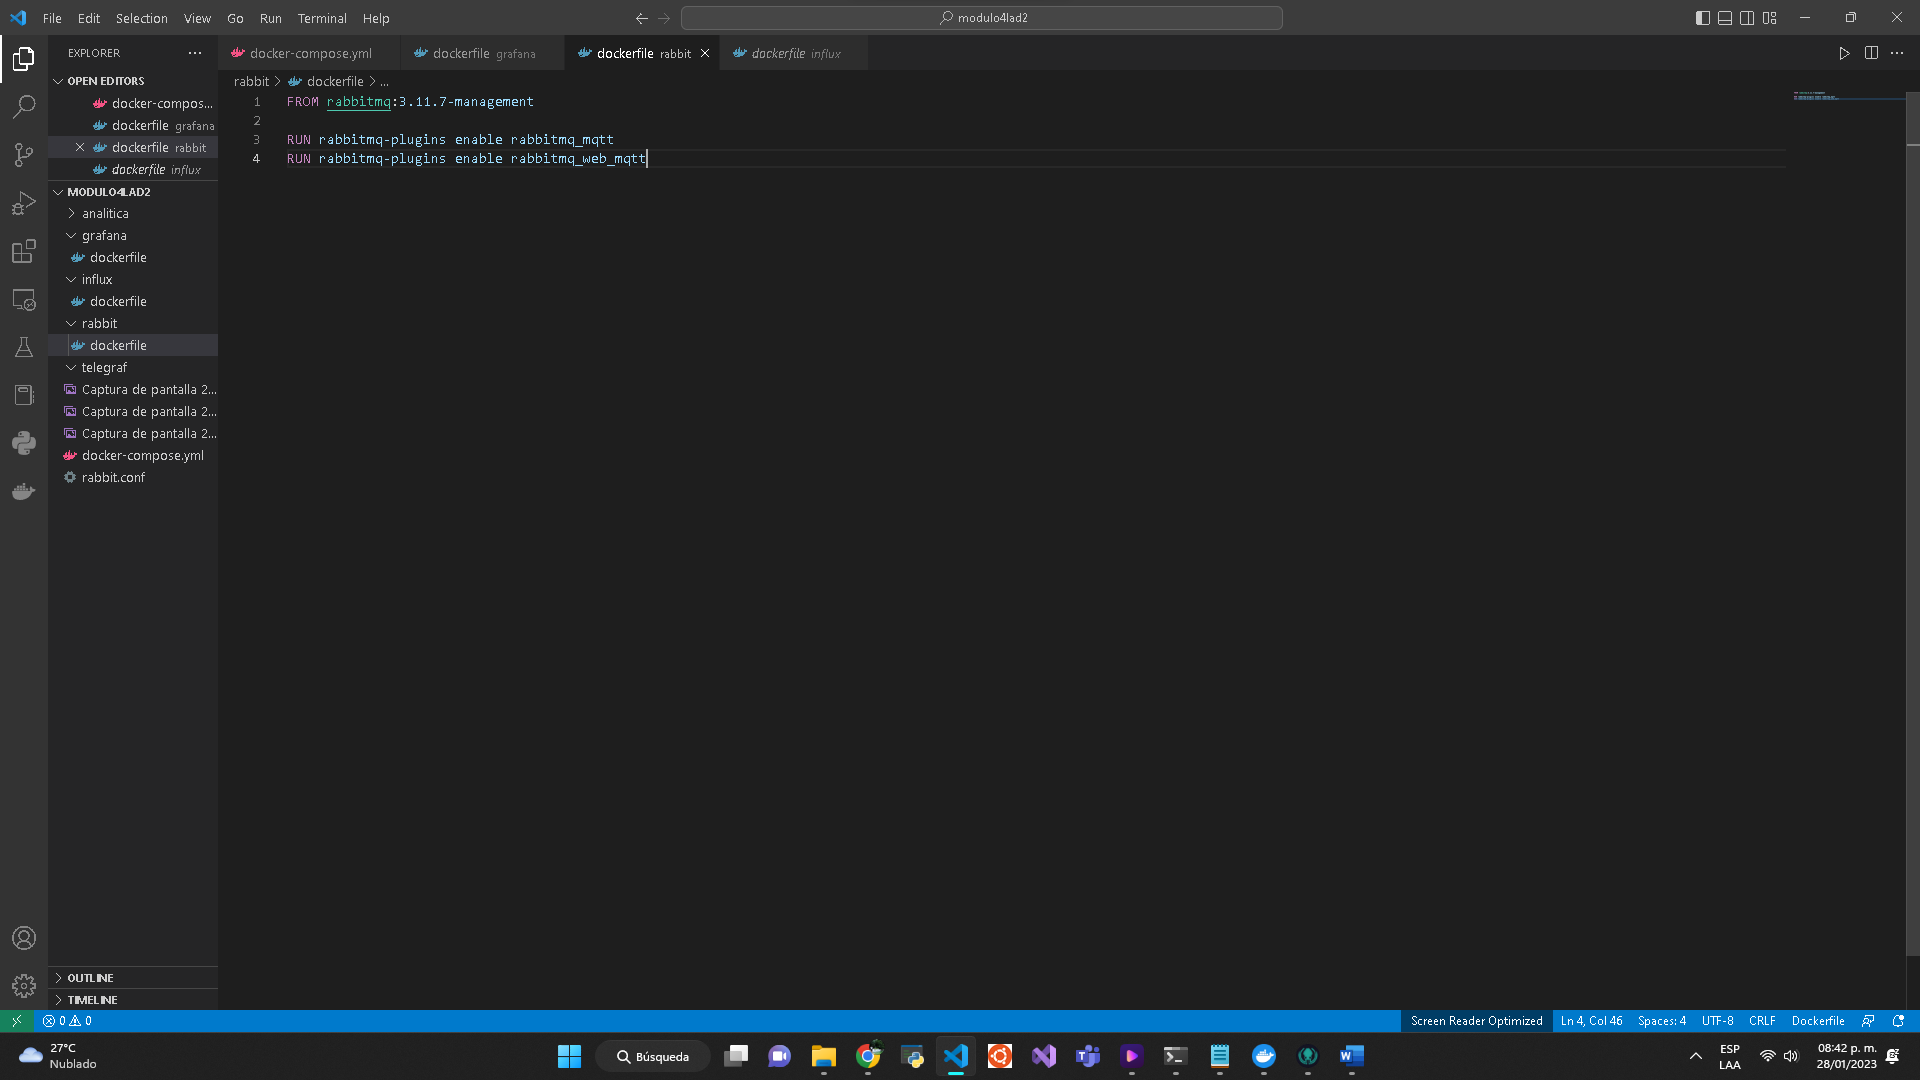 File Edit Selection View Go Run Terminal Help
modulo4lad2
EXPLORER
docker-compose.yml
dockerfile grafana
dockerfile rabbit
dockerfile influx
OPEN EDITORS
docker-compos...
dockerfile grafana
dockerfile rabbit
dockerfile influx
MODULO4LAD2
analitica
grafana
dockerfile
influx
dockerfile
rabbit
dockerfile
telegraf
Captura de pantalla 2...
Captura de pantalla 2...
Captura de pantalla 2...
docker-compose.yml
rabbit.conf
OUTLINE
TIMELINE
rabbit > dockerfile > ...
1 FROM rabbitmq:3.11.7-management
2
3 RUN rabbitmq-plugins enable rabbitmq_mqtt
4 RUN rabbitmq-plugins enable rabbitmq_web_mqtt
0 0
Screen Reader Optimized Ln 4, Col 46 Spaces: 4 UTF-8 CRLF Dockerfile
27°C
Nublado
Búsqueda
ESP
LAA
08:42 p. m.
28/01/2023